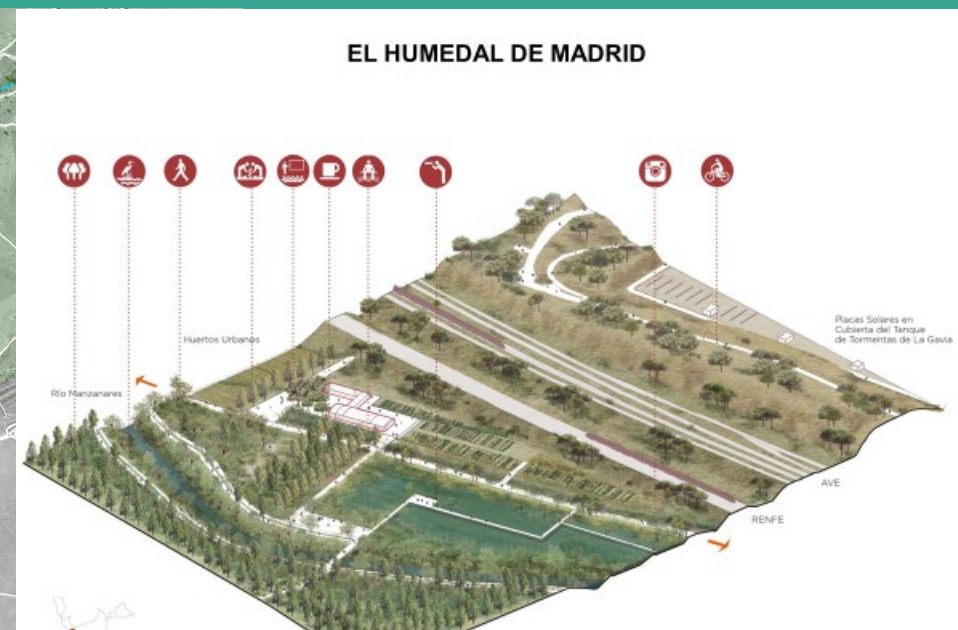 EL HUMEDAL DE MADRID
Huertos Urbanos
Río Manzanares
Placas Solares en
Cubierta del Tanque
de Tormentas de La Gavia
AVE
RENFE